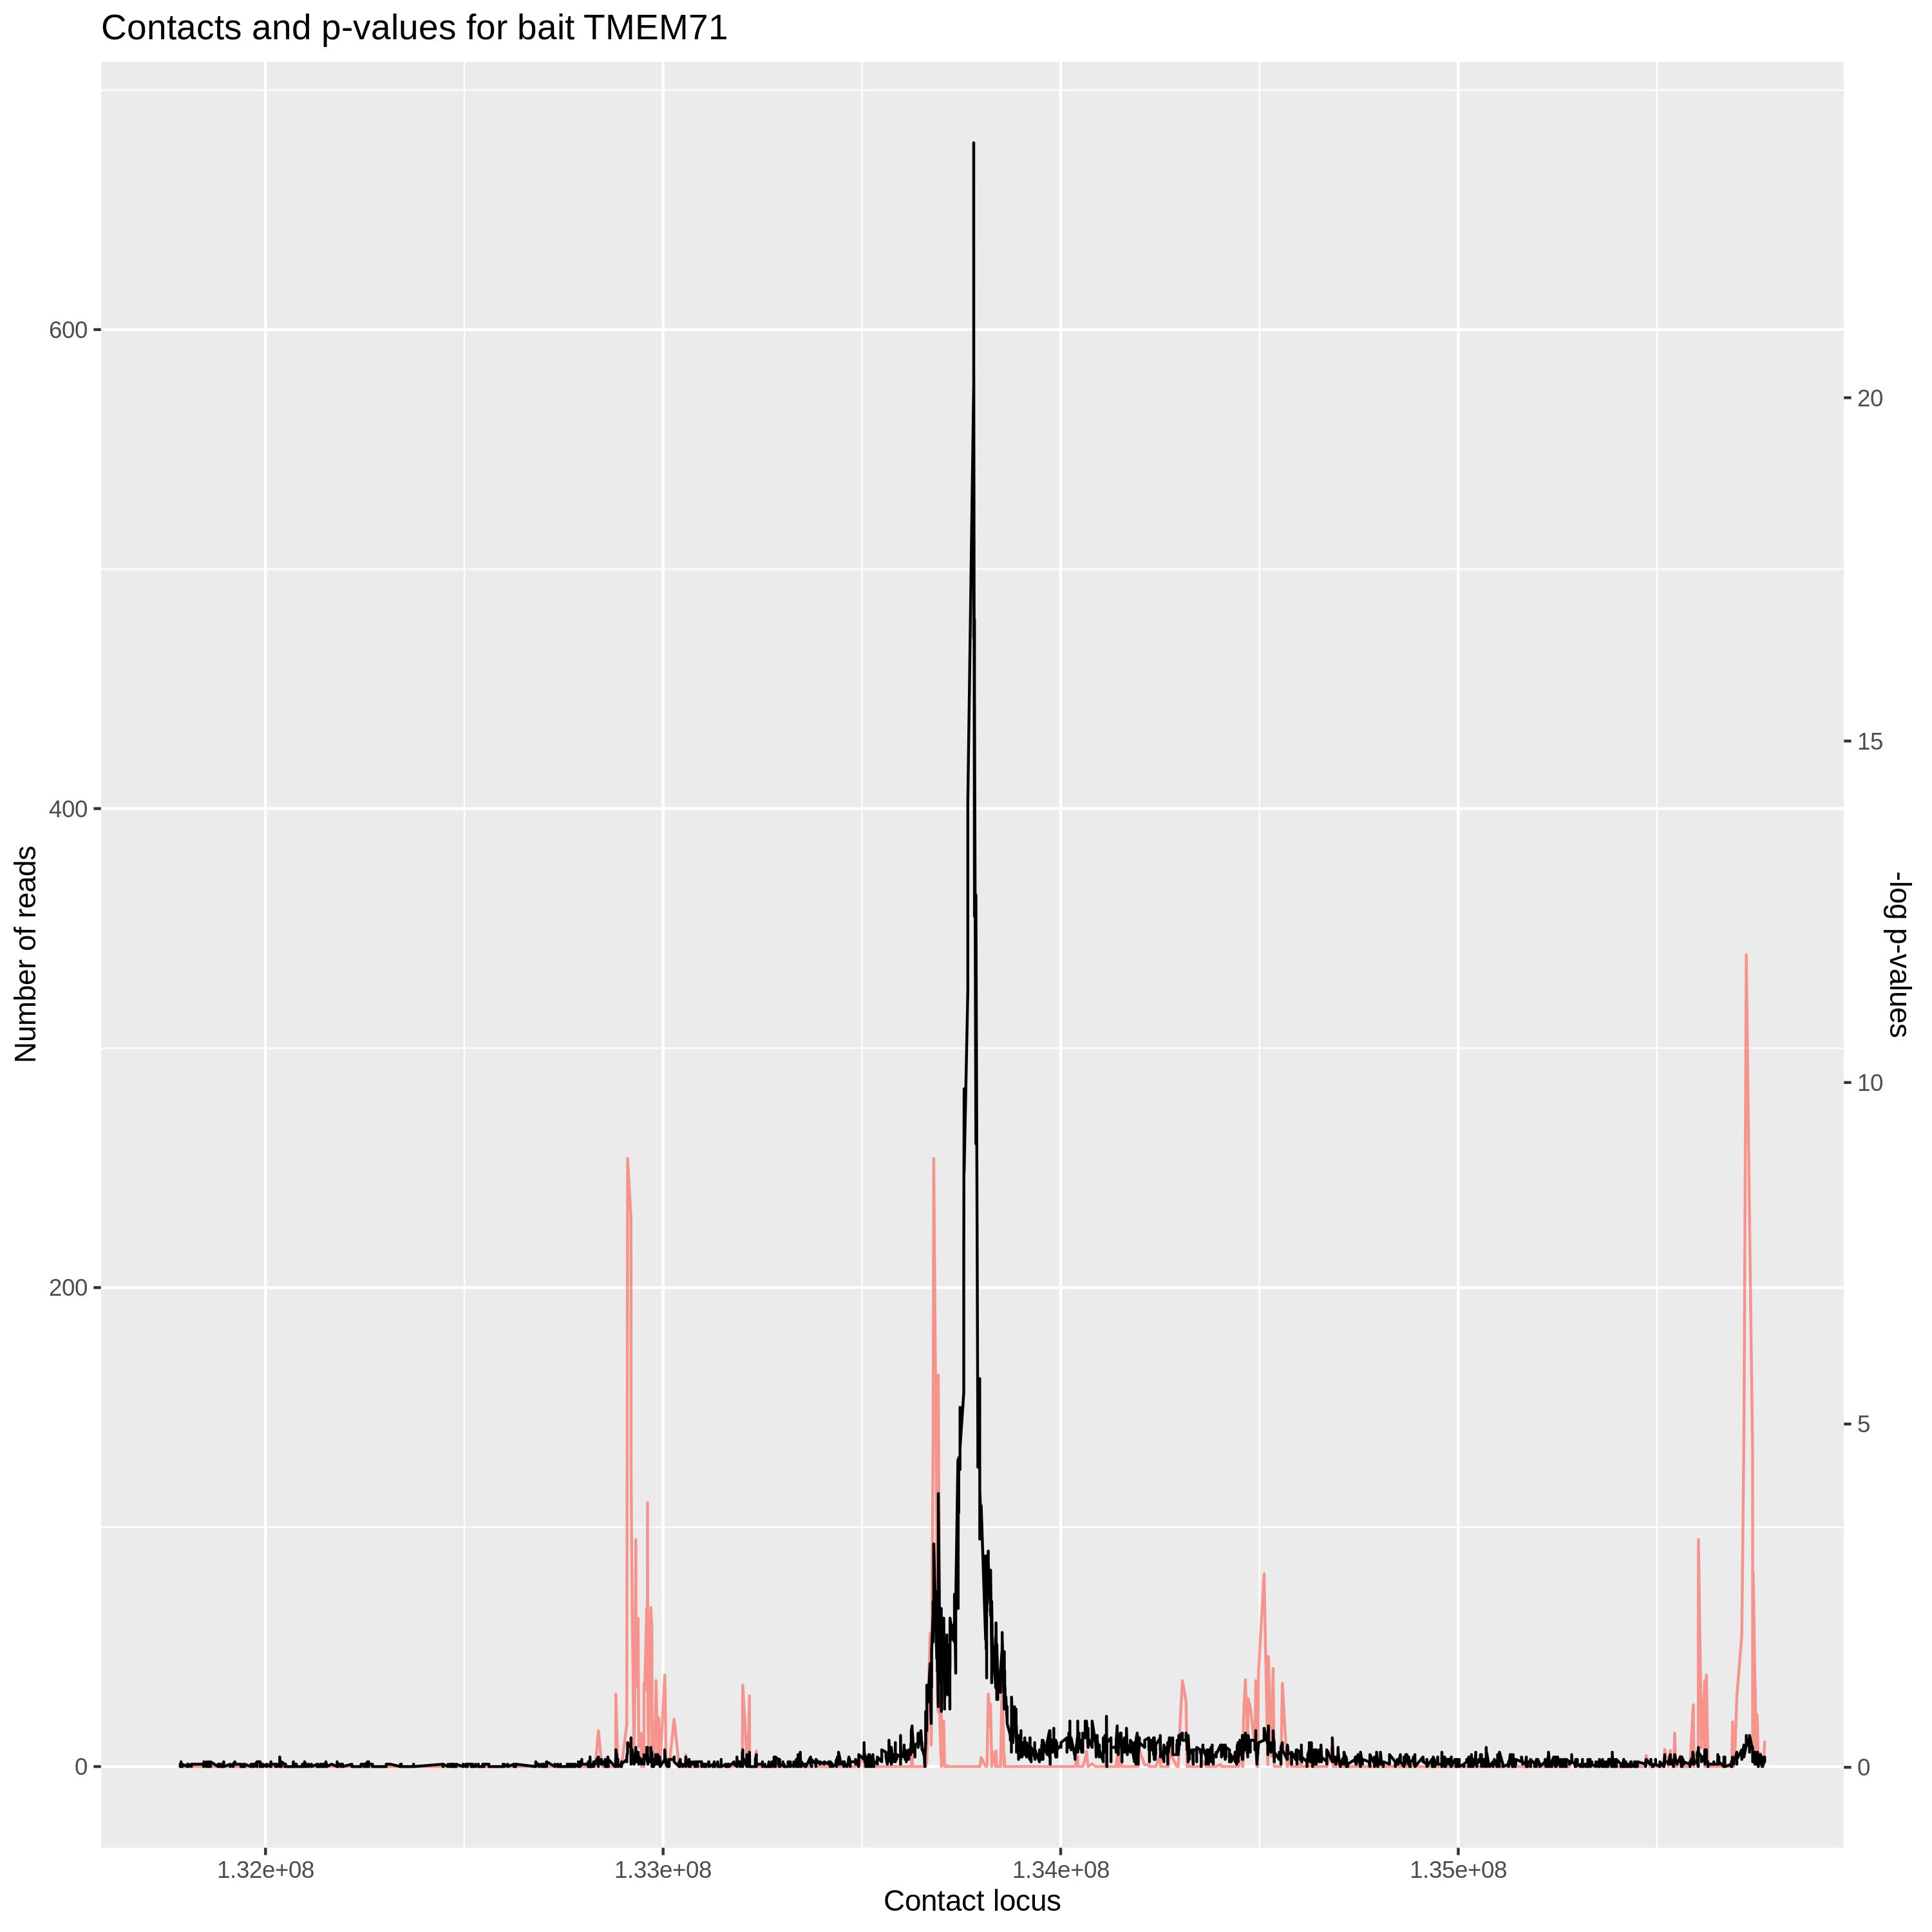 Contacts and p-values for bait TMEM71
Number of reads
600
400
200
0
20
15
10
5
0
-log p-values
1.32e+08
1.33e+08
1.34e+08
1.35e+08
Contact locus